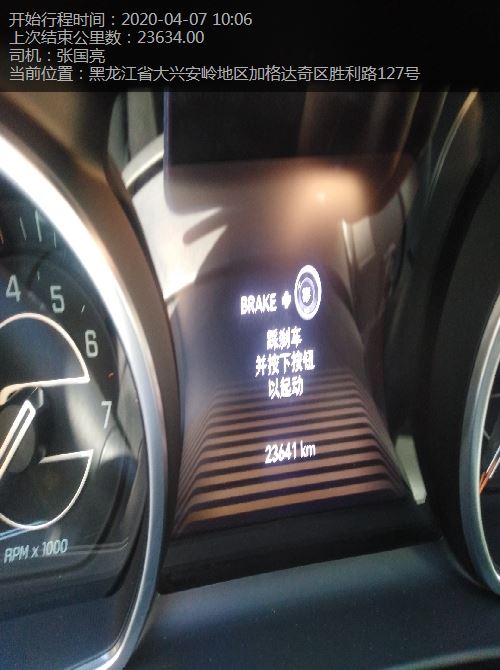 开始行程时间：2020-04-07 10:06
上次结束公里数：23634.00
司机：张国亮
当前位置：黑龙江省大兴安岭地区加格达奇区胜利路127号
BRAKE +
踩刹车
并按下按钮
以起动
23641 km
4
5
6
7
RPM x 1000